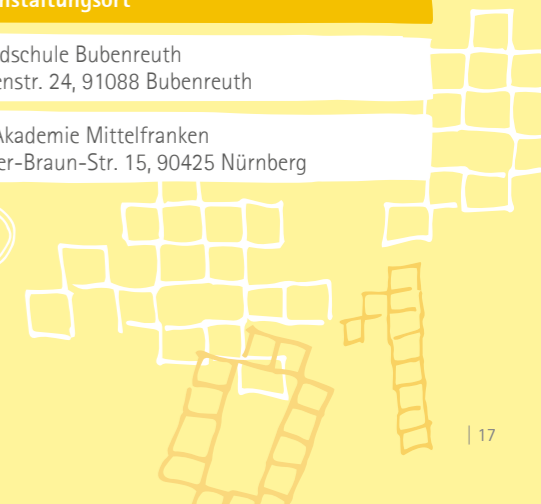 nstaltungsort
dschule Bubenreuth
enstr. 24, 91088 Bubenreuth
Akademie Mittelfranken
er-Braun-Str. 15, 90425 Nürnberg
| 17